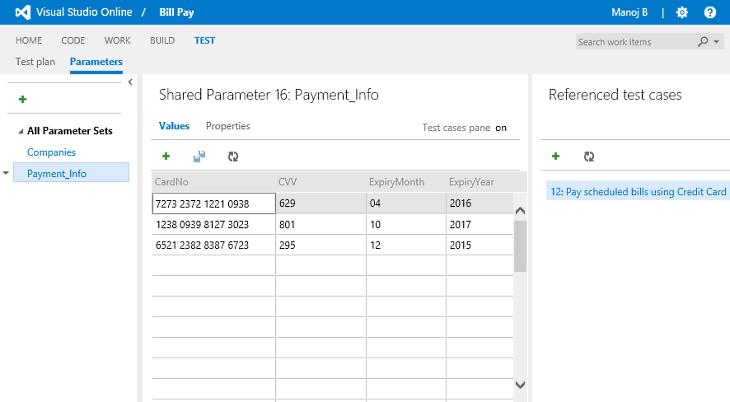 Visual Studio Online / Bill Pay Manoj B
HOME CODE WORK BUILD TEST Search work items
Test plan Parameters
Shared Parameter 16: Payment_Info
Referenced test cases
All Parameter Sets
Companies
Payment_Info
Values Properties Test cases pane on
CardNo CVV ExpiryMonth ExpiryYear
7273 2372 1221 0938 629 04 2016
1238 0939 8127 3023 801 10 2017
6521 2382 8387 6723 295 12 2015
12: Pay scheduled bills using Credit Card